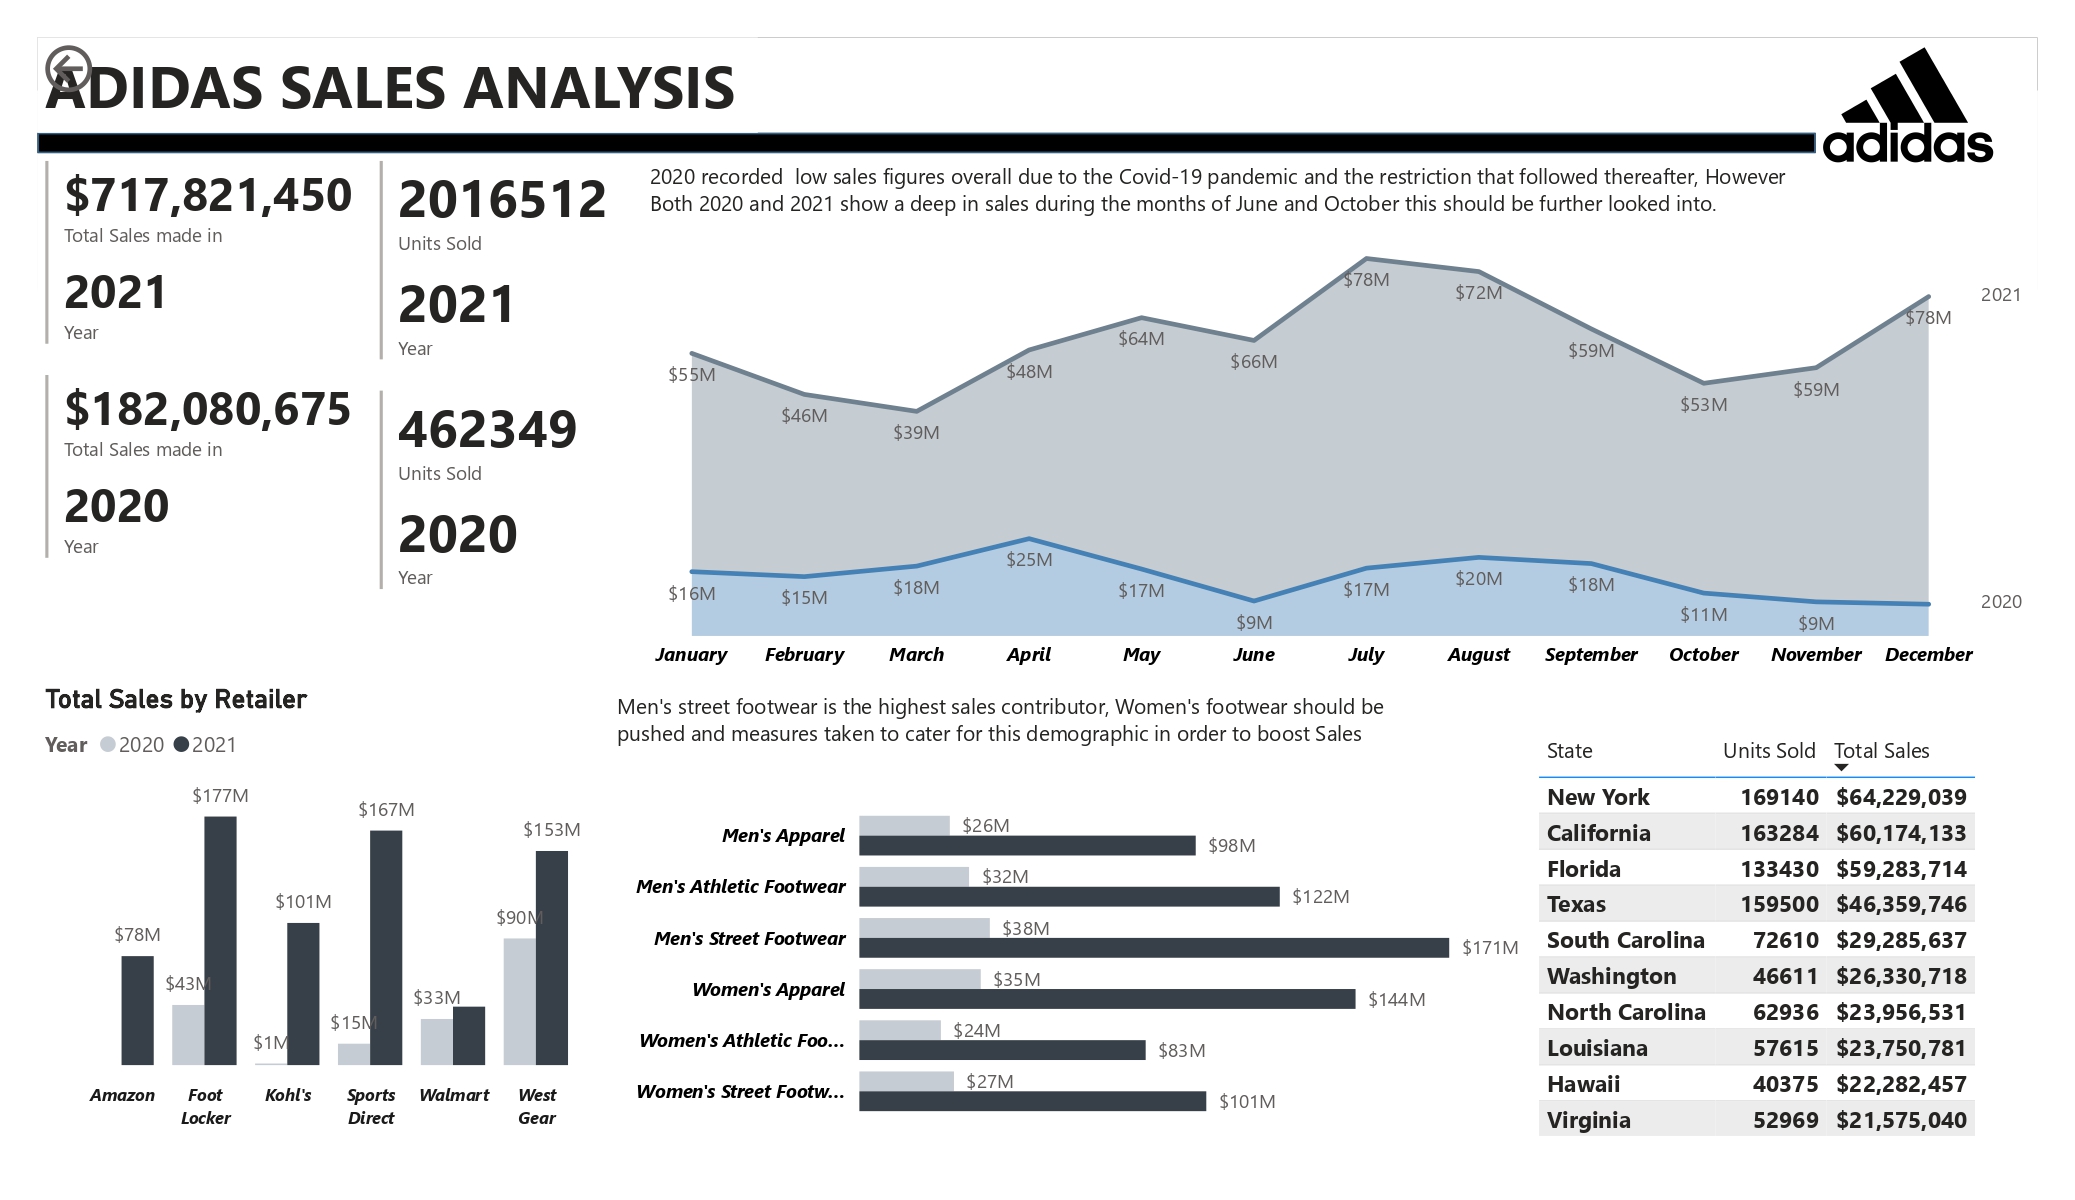 ADIDAS SALES ANALYSIS
adidas
$717,821,450
Total Sales made in
2021
Year
2016512
Units Sold
2021
Year
$182,080,675
Total Sales made in
2020
Year
462349
Units Sold
2020
Year
2020 recorded  low sales figures overall due to the Covid-19 pandemic and the restriction that followed thereafter, However
Both 2020 and 2021 show a deep in sales during the months of June and October this should be further looked into.
$55M $46M $39M $48M $64M $66M $78M $72M $59M $53M $59M $78M 2021
$16M $15M $18M $25M $17M $9M $17M $20M $18M $11M $9M 2020
January February March April May June July August September October November December
Total Sales by Retailer
Year 2020 2021
$78M
$43M $177M
$1M $101M
$15M $167M
$33M
$90M $153M
Amazon Foot Locker Kohl's Sports Direct Walmart West Gear
Men's street footwear is the highest sales contributor, Women's footwear should be
pushed and measures taken to cater for this demographic in order to boost Sales
Men's Apparel $26M $98M
Men's Athletic Footwear $32M $122M
Men's Street Footwear $38M $171M
Women's Apparel $35M $144M
Women's Athletic Foo... $24M $83M
Women's Street Footw... $27M $101M
State Units Sold Total Sales
New York 169140 $64,229,039
California 163284 $60,174,133
Florida 133430 $59,283,714
Texas 159500 $46,359,746
South Carolina 72610 $29,285,637
Washington 46611 $26,330,718
North Carolina 62936 $23,956,531
Louisiana 57615 $23,750,781
Hawaii 40375 $22,282,457
Virginia 52969 $21,575,040